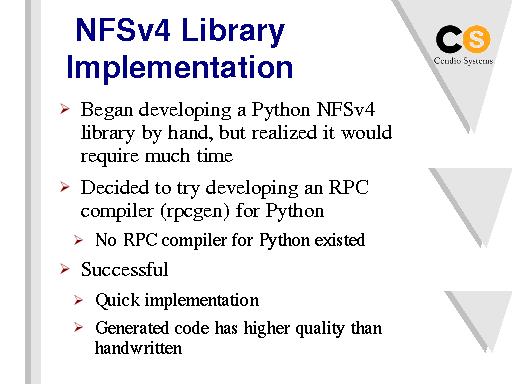 NFSv4 Library
Implementation
CS
Cendio Systems
Began developing a Python NFSv4
library by hand, but realized it would
require much time
Decided to try developing an RPC
compiler (rpcgen) for Python
No RPC compiler for Python existed
Successful
Quick implementation
Generated code has higher quality than
handwritten